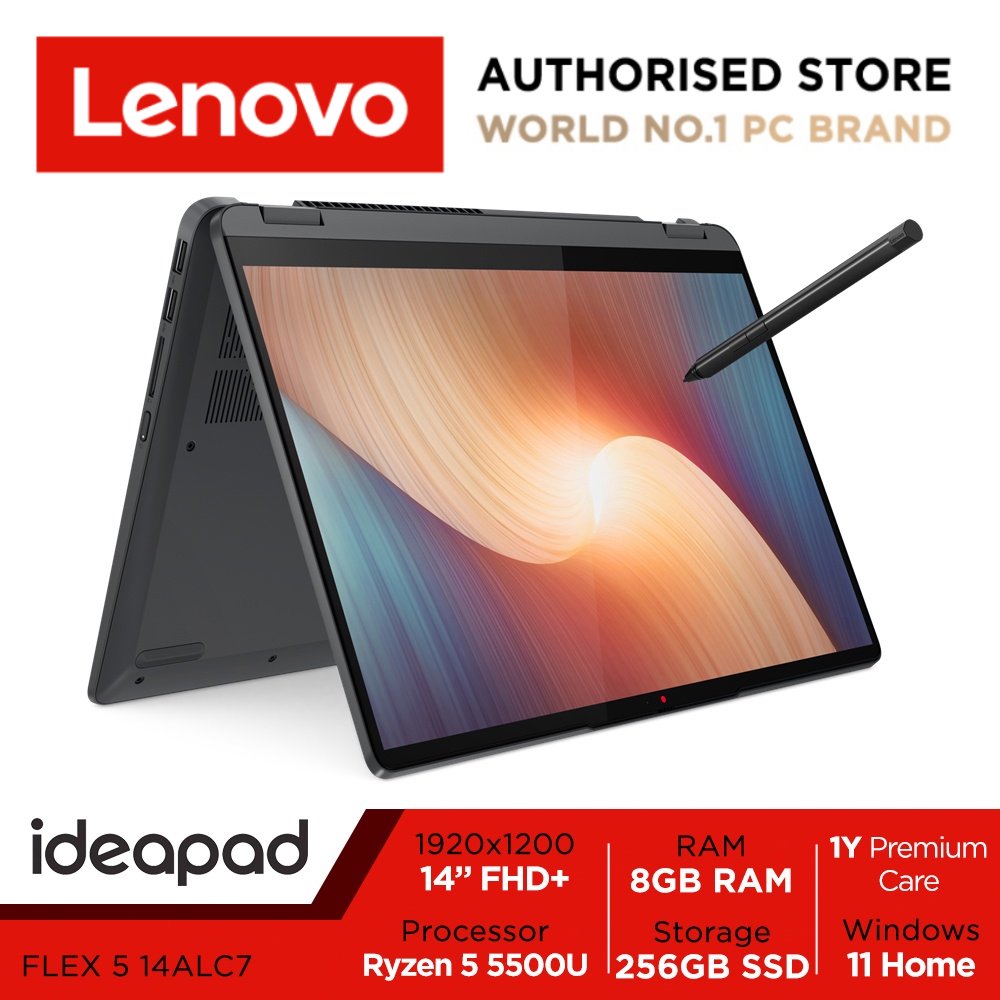 Lenovo
AUTHORISED STORE
WORLD NO.1 PC BRAND
ideapad
FLEX 5 14ALC7
1920x1200
14” FHD+
Processor
Ryzen 5 5500U
RAM
8GB RAM
Storage
256GB SSD
1Y Premium
Care
Windows
11 Home